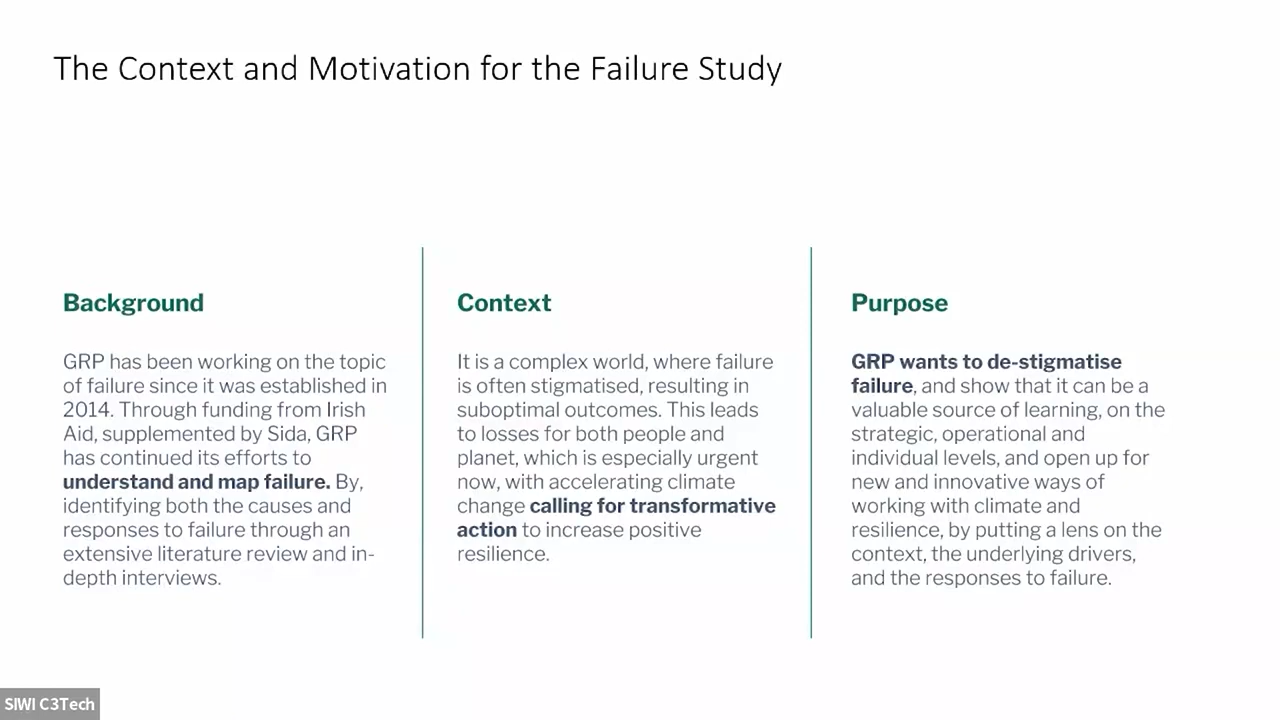 The Context and Motivation for the Failure Study
Background
GRP has been working on the topic
of failure since it was established in
2014. Through funding from Irish
Aid, supplemented by Sida, GRP
has continued its efforts to
understand and map failure. By,
identifying both the causes and
responses to failure through an
extensive literature review and in-
depth interviews.
Context
It is a complex world, where failure
is often stigmatised, resulting in
suboptimal outcomes. This leads
to losses for both people and
planet, which is especially urgent
now, with accelerating climate
change calling for transformative
action to increase positive
resilience.
Purpose
GRP wants to de-stigmatise
failure, and show that it can be a
valuable source of learning, on the
strategic, operational and
individual levels, and open up for
new and innovative ways of
working with climate and
resilience, by putting a lens on the
context, the underlying drivers,
and the responses to failure.
SIWI C3Tech